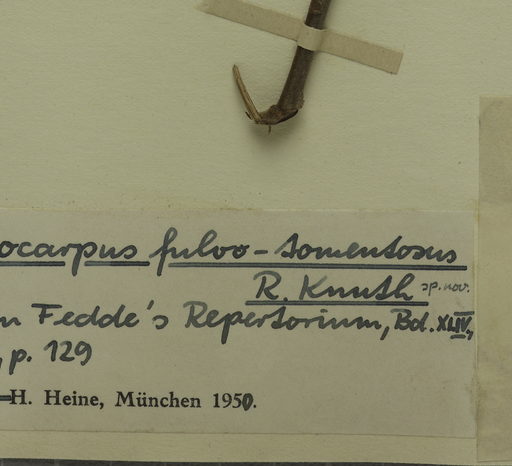 ocarpus fulvo-tomentosus
R. Knuth sp. nov.
n Fedde's Repertorium, Bd. XLIV,
, p. 129
H. Heine, München 1950.